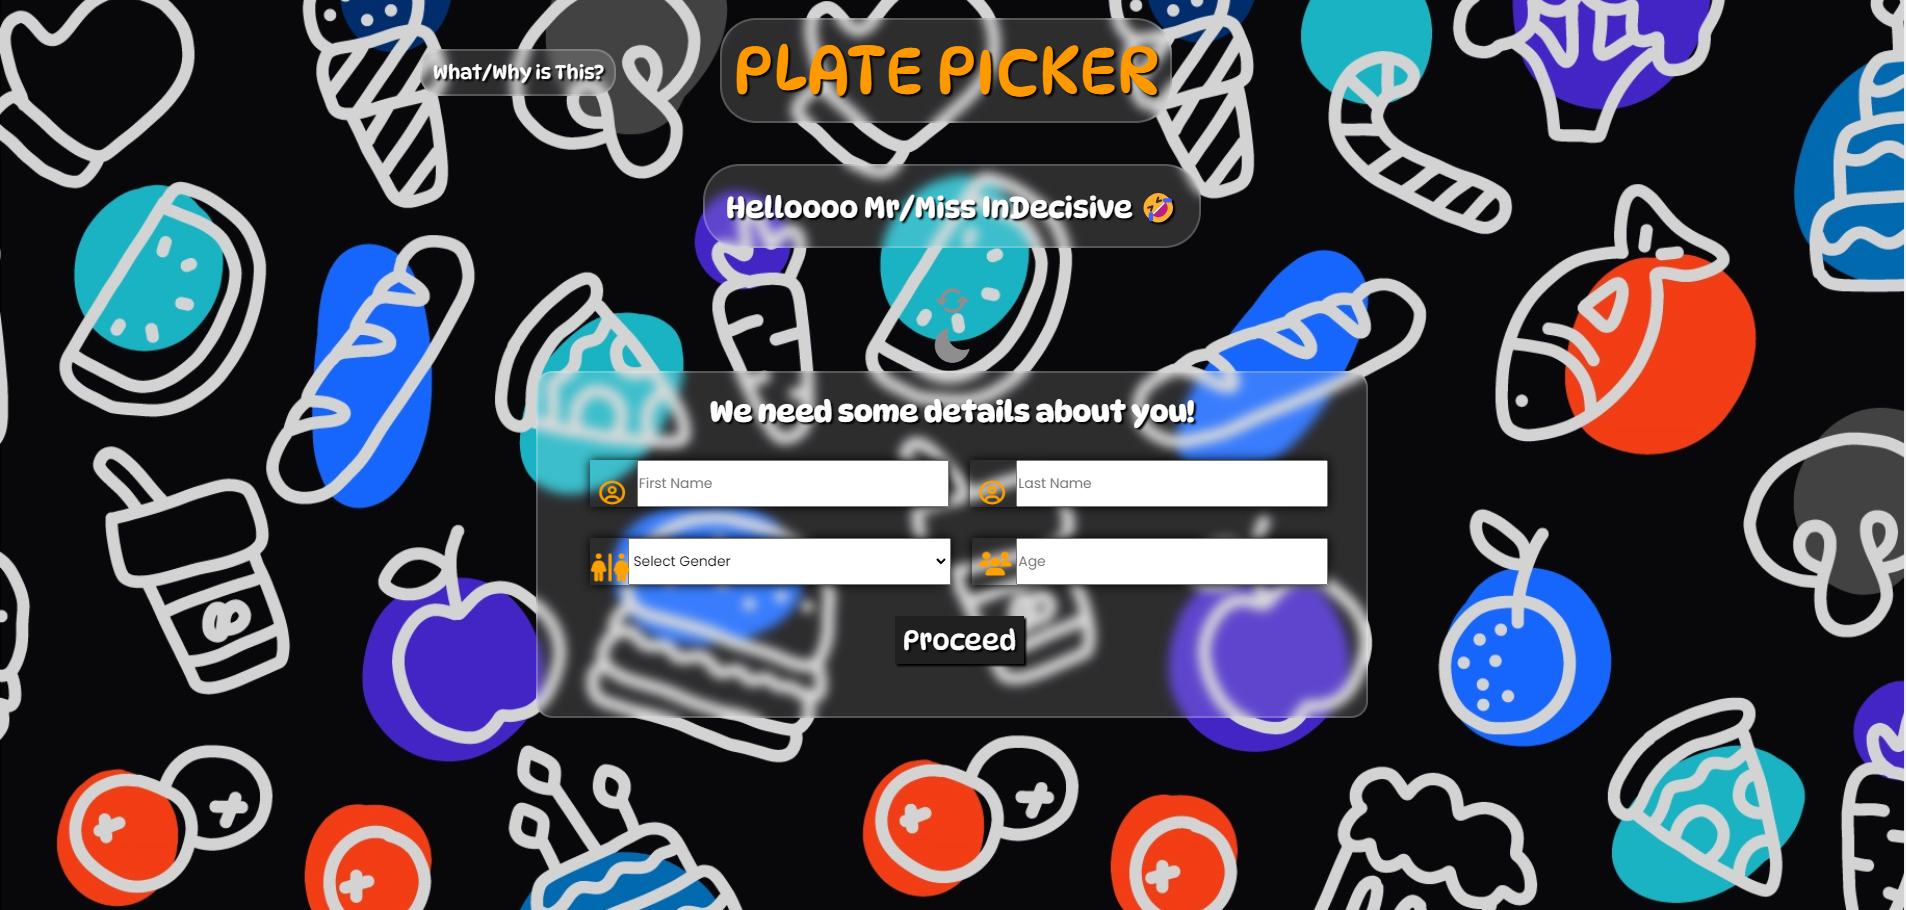 What/Why is This?
PLATE PICKER
Helloooo Mr/Miss InDecisive 🤣
We need some details about you!
First Name
Last Name
Select Gender
Age
Proceed